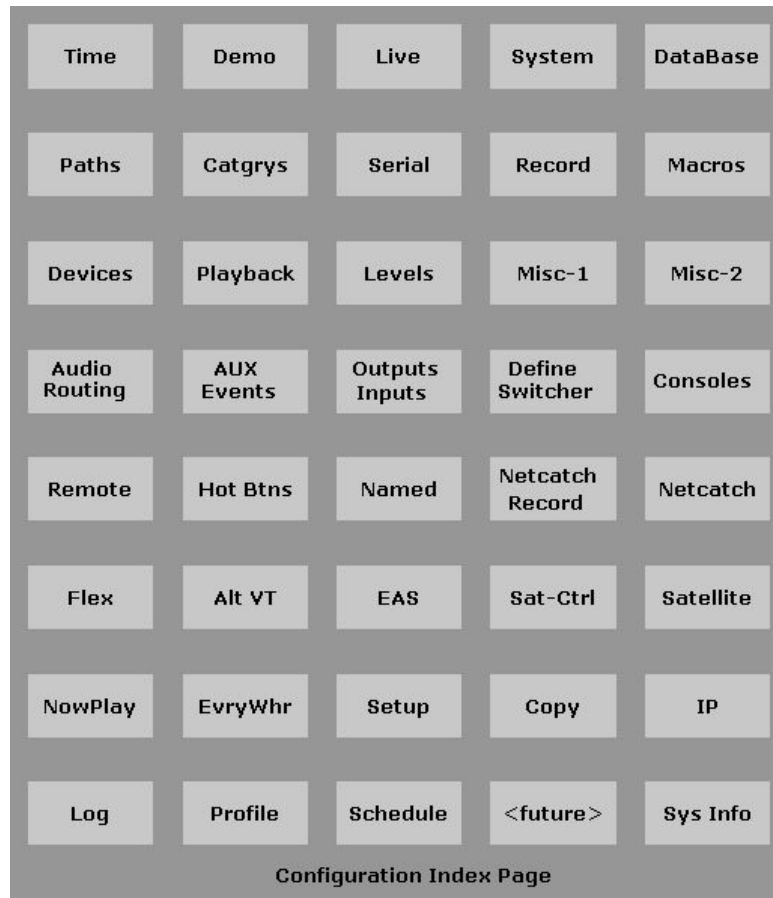 Time
Demo
Live
System
DataBase
Paths
Catgrys
Serial
Record
Macros
Devices
Playback
Levels
Misc-1
Misc-2
Audio
Routing
AUX
Events
Outputs
Inputs
Define
Switcher
Consoles
Remote
Hot Btns
Named
Netcatch
Record
Netcatch
Flex
Alt VT
EAS
Sat-Ctrl
Satellite
NowPlay
EvryWhr
Setup
Copy
IP
Log
Profile
Schedule
<future>
Sys Info
Configuration Index Page